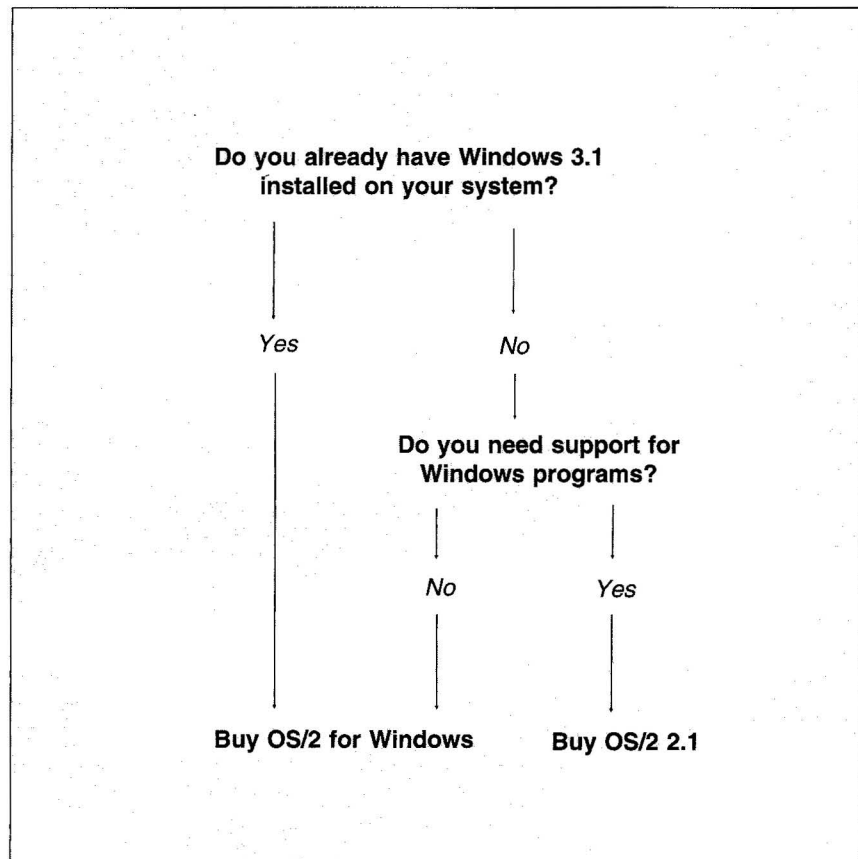 Do you already have Windows 3.1
installed on your system?
Yes
No
Do you need support for
Windows programs?
No
Yes
Buy OS/2 for Windows
Buy OS/2 2.1